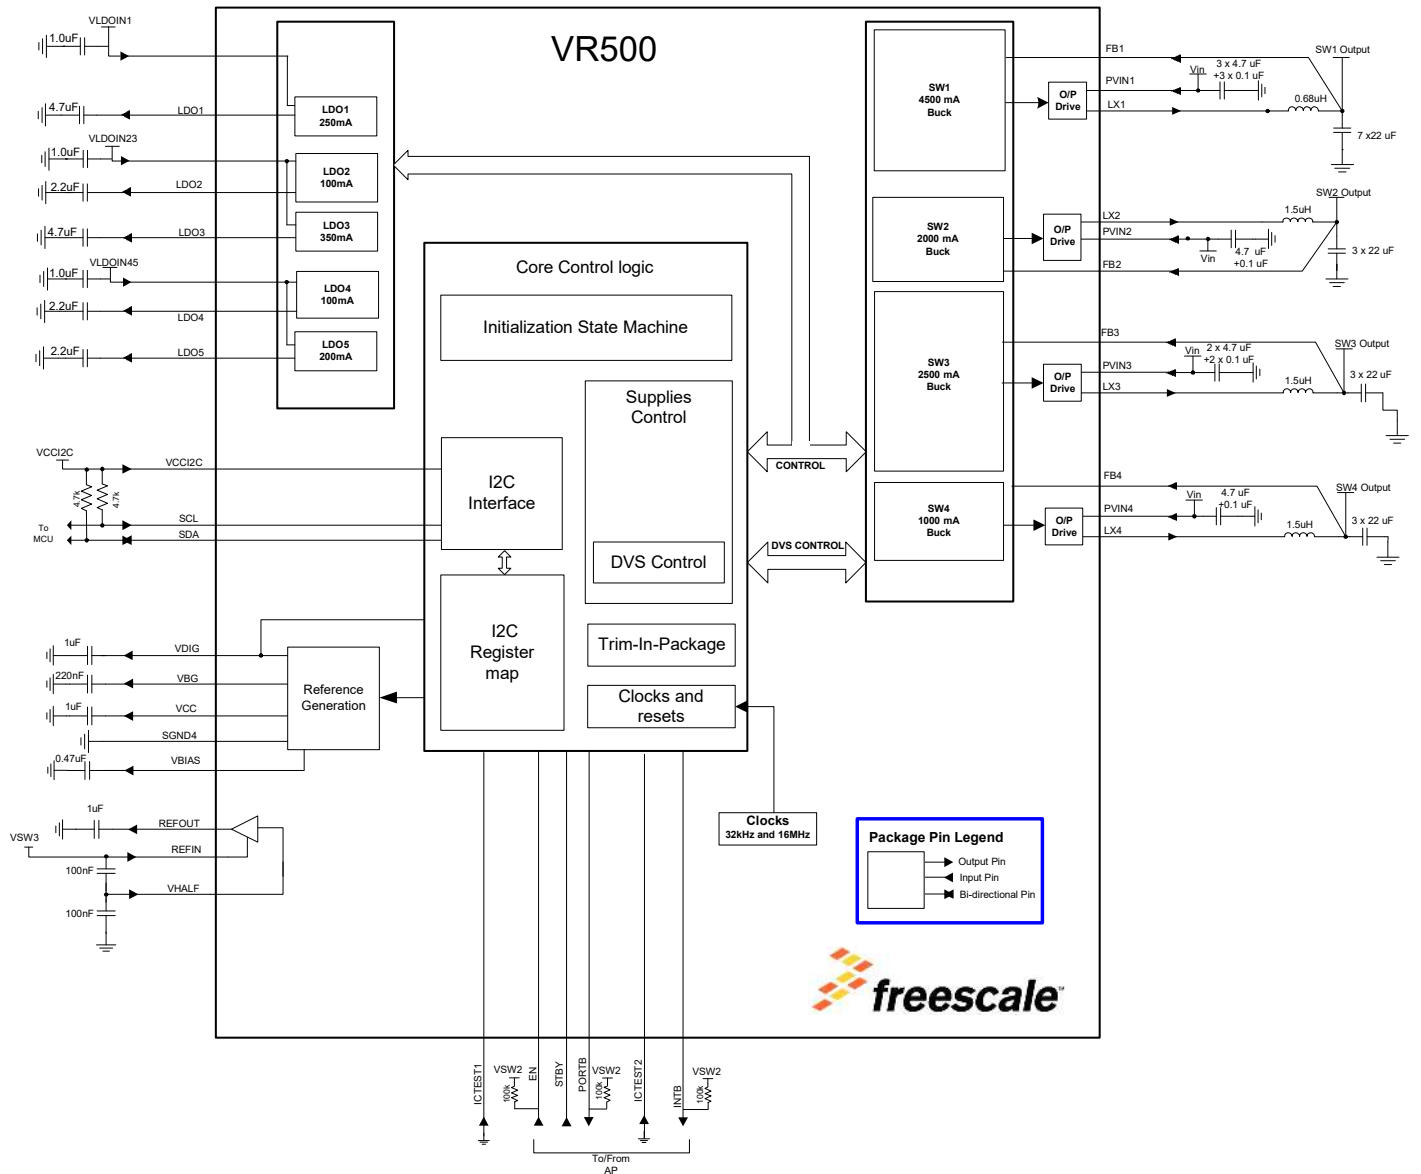 VR500
VLDOIN1
1.0uF
LDO1
250mA
4.7uF
LDO1
VLDOIN23
1.0uF
LDO2
100mA
2.2uF
LDO2
LDO3
350mA
4.7uF
LDO3
VLDOIN45
1.0uF
LDO4
100mA
2.2uF
LDO4
LDO5
200mA
2.2uF
LDO5
SW1
4500 mA
Buck
O/P
Drive
FB1
PVIN1
LX1
Vin
3 x 4.7 uF
+3 x 0.1 uF
0.68uH
SW1 Output
7 x22 uF
SW2
2000 mA
Buck
O/P
Drive
LX2
PVIN2
FB2
Vin
4.7 uF
+0.1 uF
1.5uH
SW2 Output
3 x 22 uF
SW3
2500 mA
Buck
O/P
Drive
FB3
PVIN3
LX3
Vin
2 x 4.7 uF
+2 x 0.1 uF
1.5uH
SW3 Output
3 x 22 uF
SW4
1000 mA
Buck
O/P
Drive
FB4
PVIN4
LX4
Vin
4.7 uF
+0.1 uF
1.5uH
SW4 Output
3 x 22 uF
Core Control logic
Initialization State Machine
Supplies
Control
DVS Control
I2C
Interface
I2C
Register
map
Trim-In-Package
Clocks and
resets
CONTROL
DVS CONTROL
VCCI2C
VCCI2C
4.7k
4.7k
To
MCU
SCL
SDA
1uF
VDIG
220nF
VBG
1uF
VCC
SGND4
0.47uF
VBIAS
Reference
Generation
1uF
REFOUT
VSW3
REFIN
100nF
VHALF
100nF
Clocks
32kHz and 16MHz
Package Pin Legend
Output Pin
Input Pin
Bi-directional Pin
freescale™
ICTEST1
VSW2
100k
EN
STBY
PORTB
VSW2
100k
ICTEST2
INTB
VSW2
100k
To/From
AP